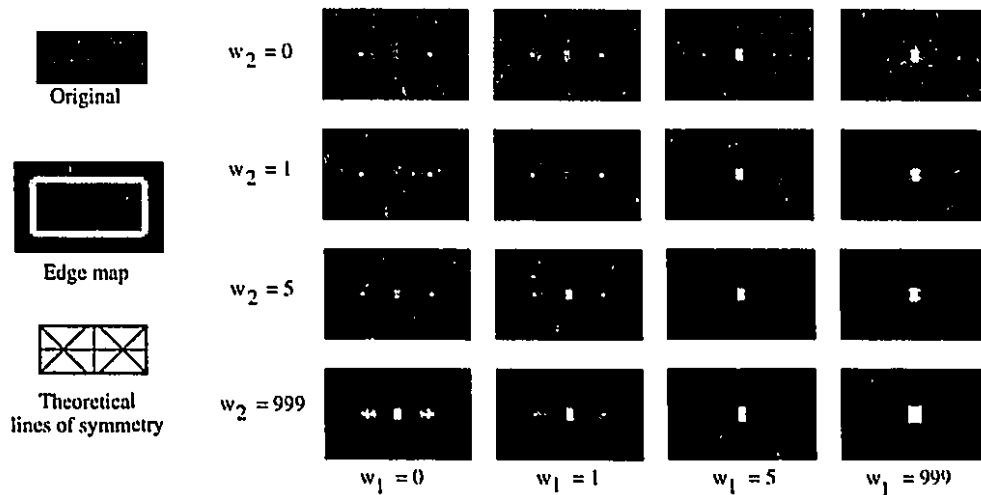 Original
Edge map
Theoretical
lines of symmetry
w2 = 0
w2 = 1
w2 = 5
w2 = 999
w1 = 0
w1 = 1
w1 = 5
w1 = 999